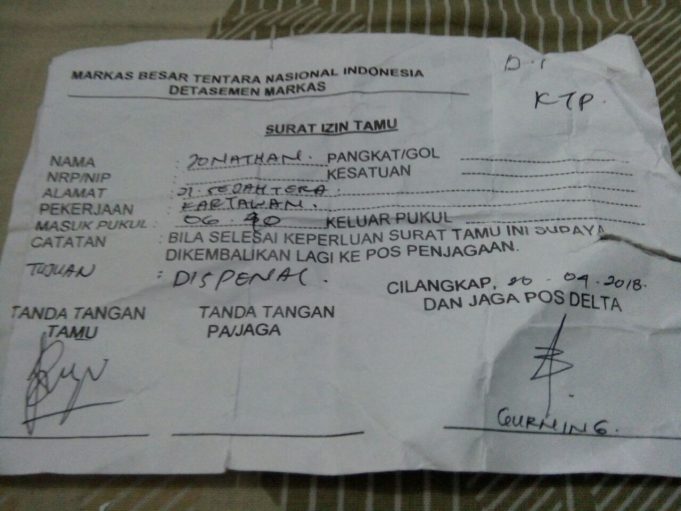 MARKAS BESAR TENTARA NASIONAL INDONESIA
DETASEMEN MARKAS
D.1
KTP.
SURAT IZIN TAMU
NAMA : JONATHAN. PANGKAT/GOL
NRP/NIP : KESATUAN
ALAMAT : Jl. SEJAHTERA.
PEKERJAAN : KARYAWAN.
MASUK PUKUL : 06. KELUAR PUKUL
CATATAN : BILA SELESAI KEPERLUAN SURAT TAMU INI SUPAYA
DIKEMBALIKAN LAGI KE POS PENJAGAAN.
TUJUAN : DISPENAL.
CILANGKAP, 20 - 04 - 2018.
DAN JAGA POS DELTA
TANDA TANGAN TAMU
TANDA TANGAN PA/JAGA
GURNING.